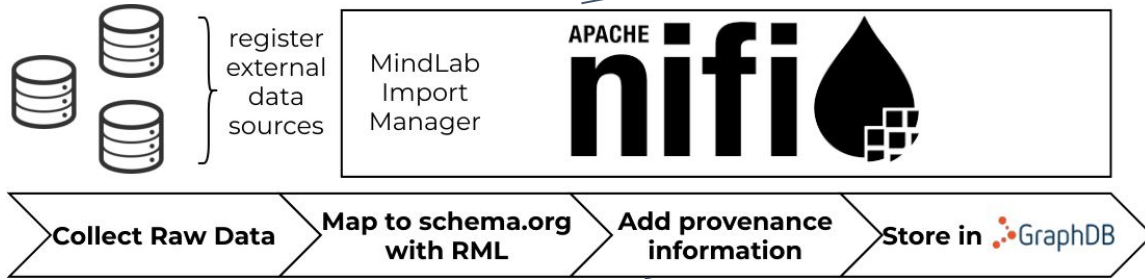 register
external
data
sources
MindLab
Import
Manager
APACHE
nifi
Collect Raw Data
Map to schema.org
with RML
Add provenance
information
Store in GraphDB